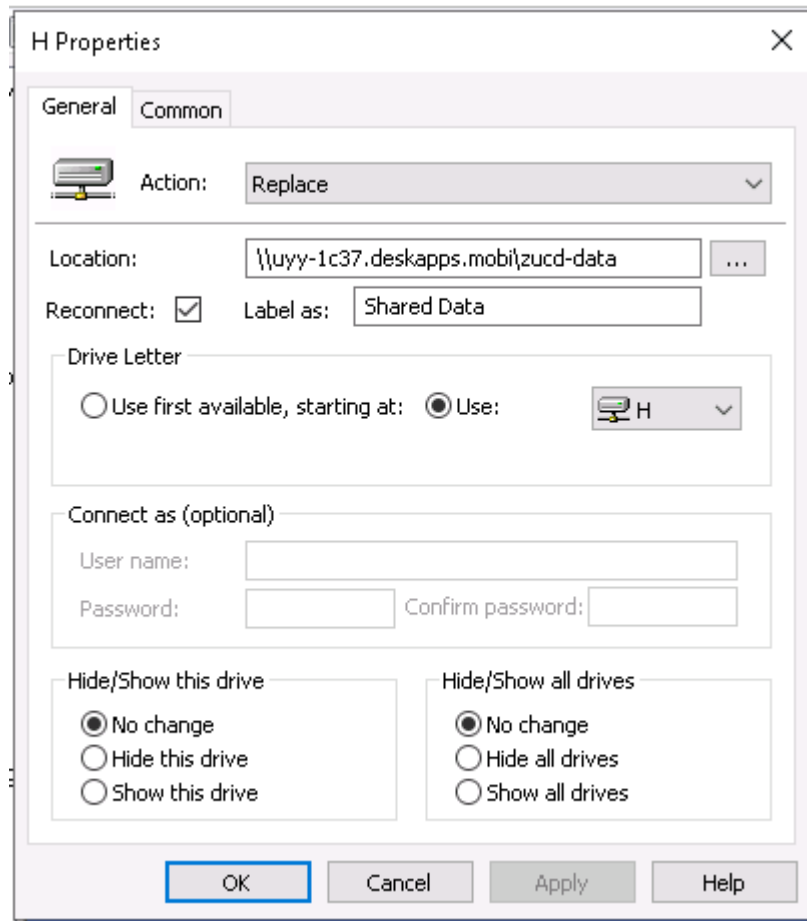 H Properties
General
Common
Action:
Replace
Location:
\\uyy-1c37.deskapps.mobi\zucd-data
...
Reconnect:
Label as:
Shared Data
Drive Letter
Use first available, starting at:
Use:
H
Connect as (optional)
User name:
Password:
Confirm password:
Hide/Show this drive
No change
Hide this drive
Show this drive
Hide/Show all drives
No change
Hide all drives
Show all drives
OK
Cancel
Apply
Help